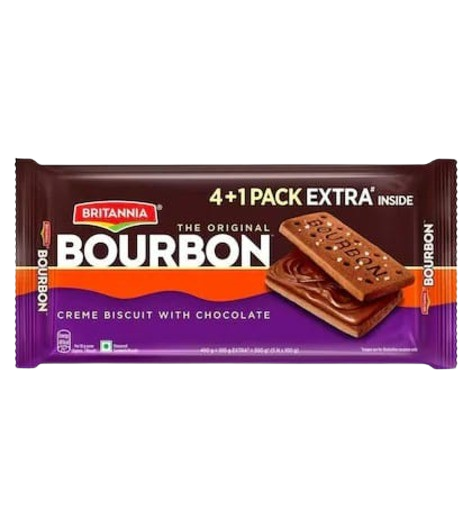 4+1 PACK EXTRA# INSIDE
BRITANNIA®
THE ORIGINAL
BOURBON
CREME BISCUIT WITH CHOCOLATE
BOURBON
BOURBON
BOURBON